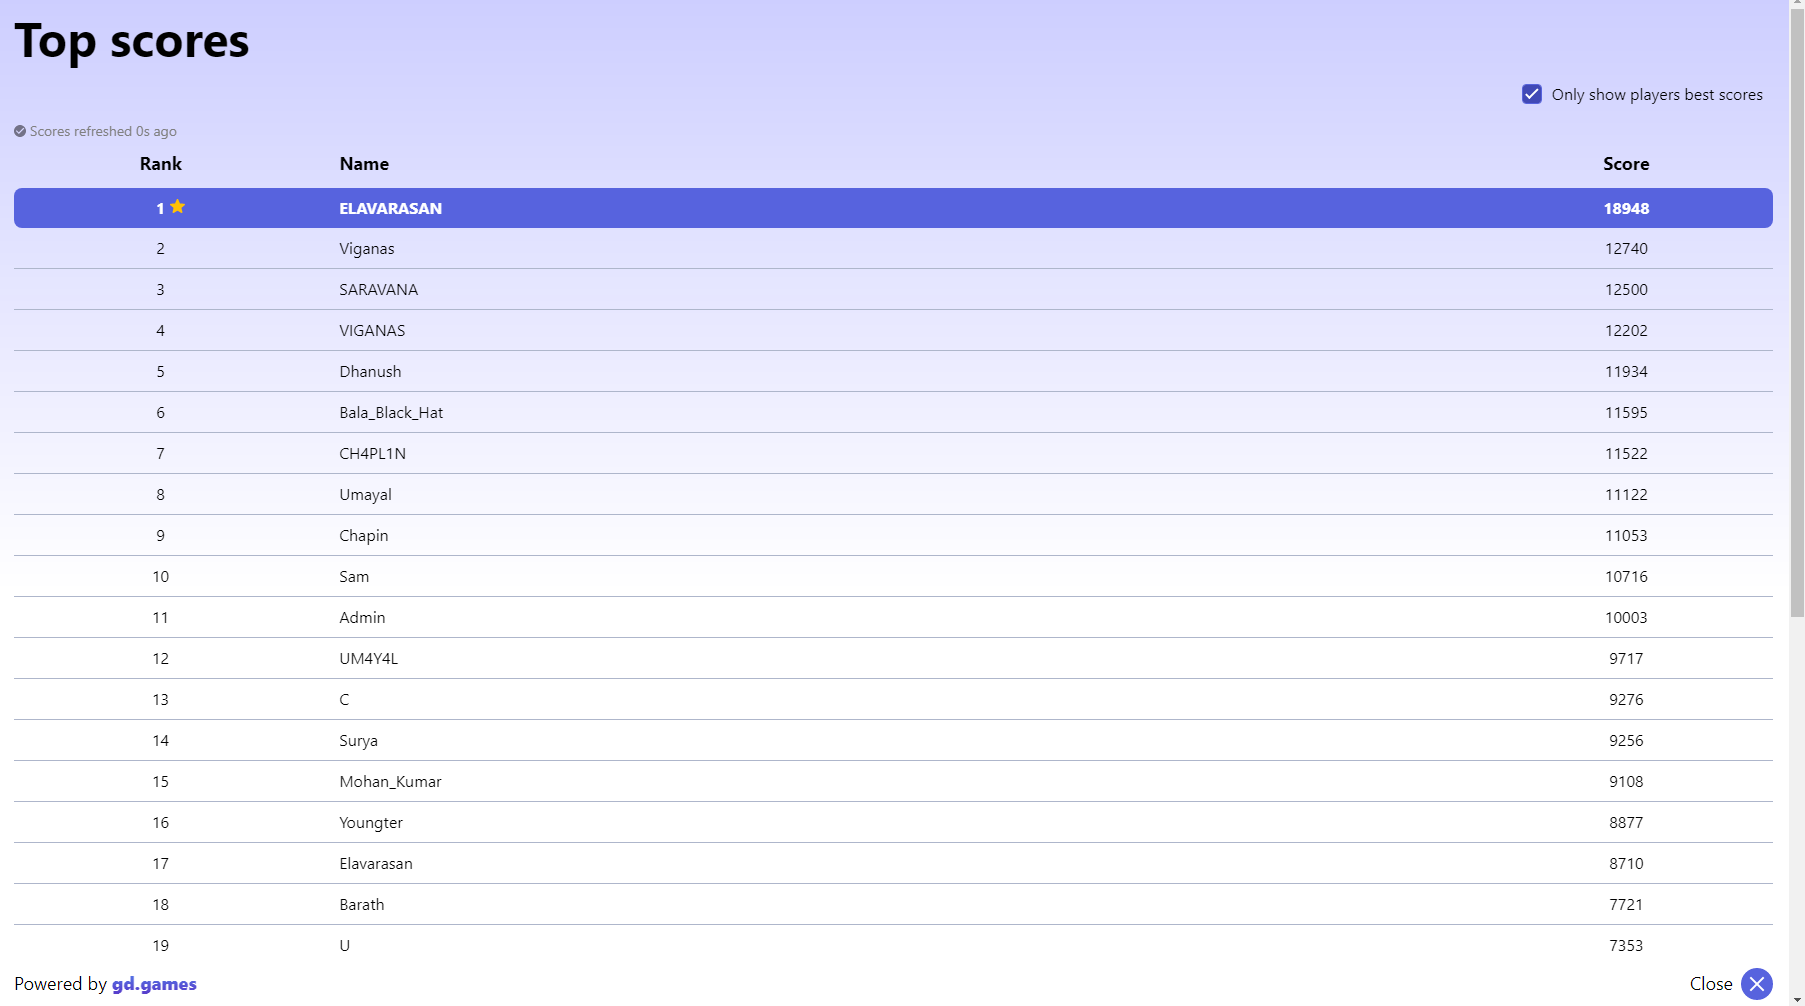 Top scores
Only show players best scores
Scores refreshed 0s ago
Rank Name Score
1 ELAVARASAN 18948
2 Viganas 12740
3 SARAVANA 12500
4 VIGANAS 12202
5 Dhanush 11934
6 Bala_Black_Hat 11595
7 CH4PL1N 11522
8 Umayal 11122
9 Chapin 11053
10 Sam 10716
11 Admin 10003
12 UM4Y4L 9717
13 C 9276
14 Surya 9256
15 Mohan_Kumar 9108
16 Youngter 8877
17 Elavarasan 8710
18 Barath 7721
19 U 7353
Powered by gd.games Close